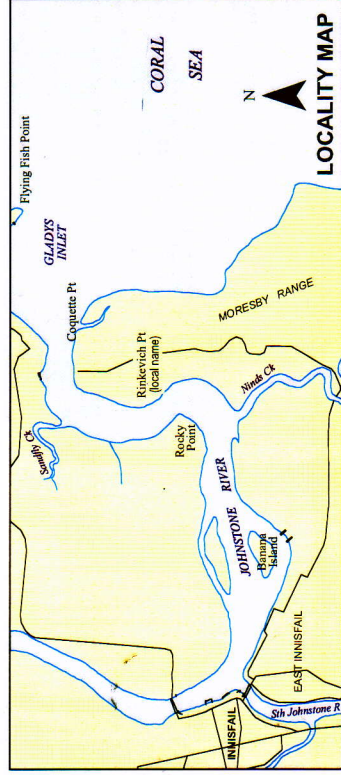 Flying Fish Point
GLADYS
INLET
CORAL
SEA
N
LOCALITY MAP
Coquette Pt
Sandfly Ck
Rinkevich Pt
(local name)
MORESBY RANGE
Rocky
Point
Ninds Ck
JOHNSTONE
RIVER
Banana
Island
EAST INNISFAIL
INNISFAIL
Sth Johnstone R